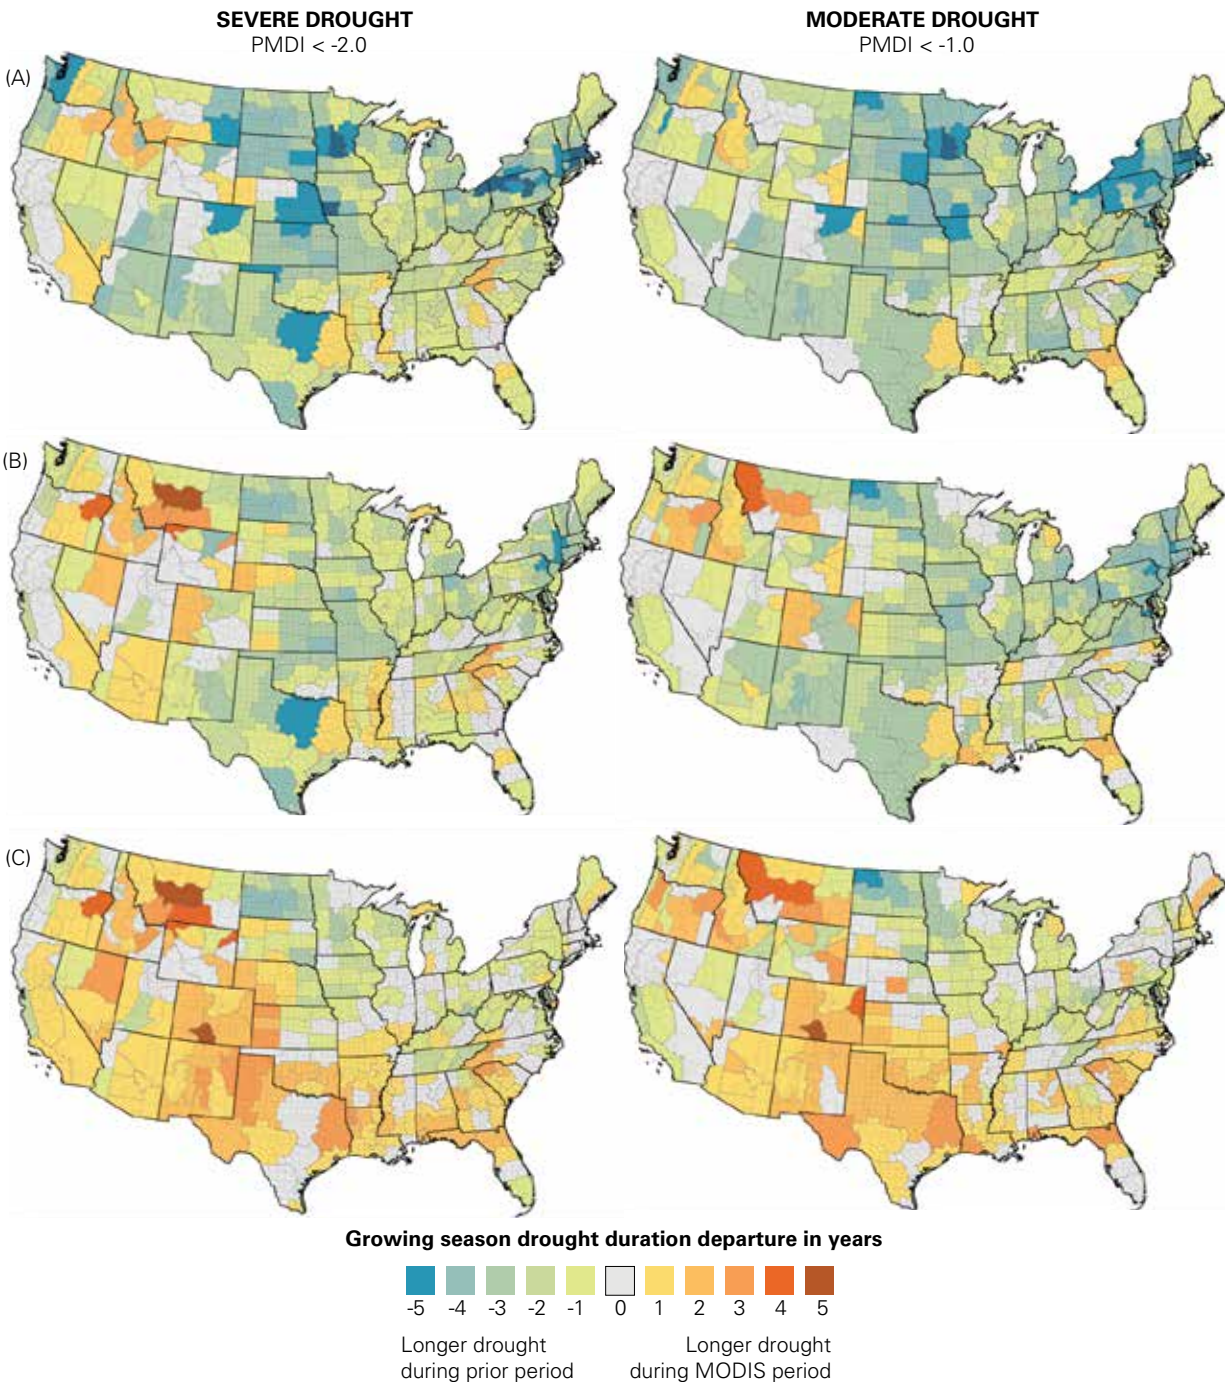 SEVERE DROUGHT
PMDI < -2.0
MODERATE DROUGHT
PMDI < -1.0
(A)
(B)
(C)
Growing season drought duration departure in years
-5 -4 -3 -2 -1 0 1 2 3 4 5
Longer drought
during prior period
Longer drought
during MODIS period